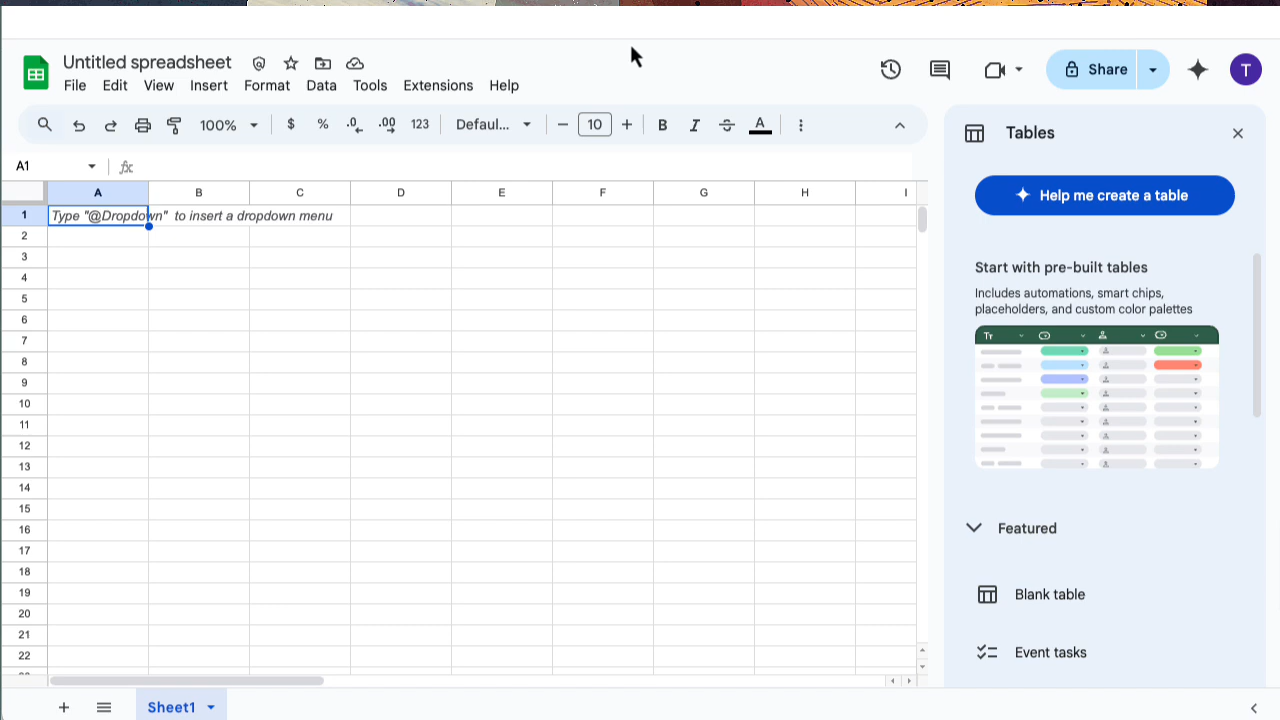 Untitled spreadsheet
File Edit View Insert Format Data Tools Extensions Help
Share
T
100% $ % .0 .00 123 Defaul... 10 B I A
A1 fx
A B C D E F G H I
1 Type "@Dropdown" to insert a dropdown menu
2
3
4
5
6
7
8
9
10
11
12
13
14
15
16
17
18
19
20
21
22
Sheet1
Tables
Help me create a table
Start with pre-built tables
Includes automations, smart chips,
placeholders, and custom color palettes
Tт
Featured
Blank table
Event tasks